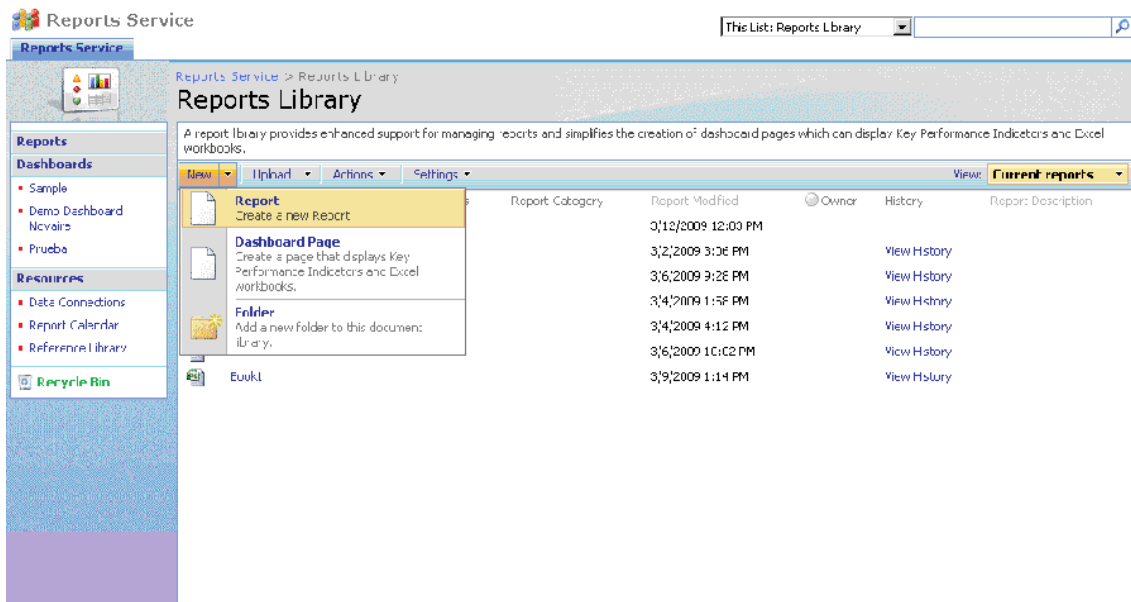 Reports Service
This List: Reports Library
Reports Service
Reports Service > Reports Library
Reports Library
A report library provides enhanced support for managing reports and simplifies the creation of dashboard pages which can display Key Performance Indicators and Excel
workbooks.
Reports
Dashboards
Sample
Demo Dashboard
Novaire
Prueba
Resources
Data Connections
Report Calendar
Reference Library
Recycle Bin
New Upload Actions Settings View: Current reports
s Report Category Report Modified Owner History Report Description
Report
Create a new Report
Dashboard Page
Create a page that displays Key
Performance Indicators and Excel
workbooks.
Folder
Add a new folder to this document
library.
3/12/2009 12:03 PM
3/2/2009 3:06 PM View History
3/6/2009 9:28 PM View History
3/4/2009 1:58 PM View History
3/4/2009 4:12 PM View History
3/6/2009 10:02 PM View History
Book1 3/9/2009 1:14 PM View History